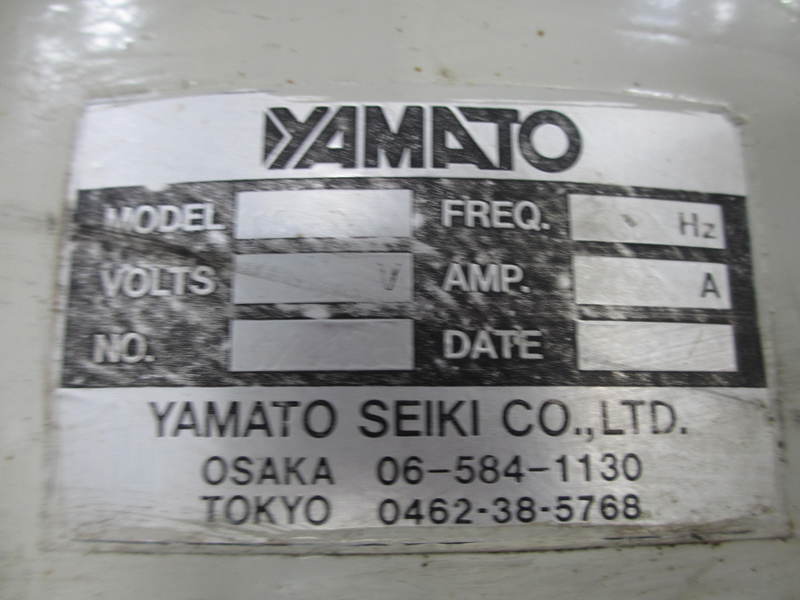 YAMATO
MODEL FREQ. Hz
VOLTS V AMP. A
NO. DATE
YAMATO SEIKI CO.,LTD.
OSAKA 06-584-1130
TOKYO 0462-38-5768